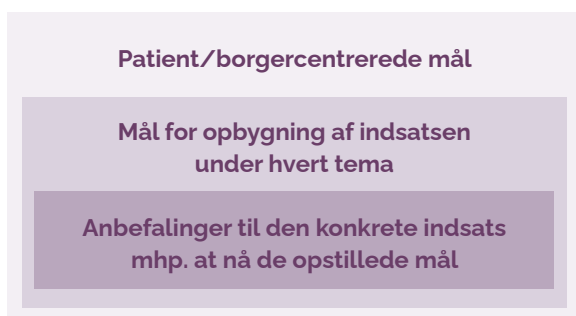 Patient/borgercentrerede mål
Mål for opbygning af indsatsen
under hvert tema
Anbefalinger til den konkrete indsats
mhp. at nå de opstillede mål